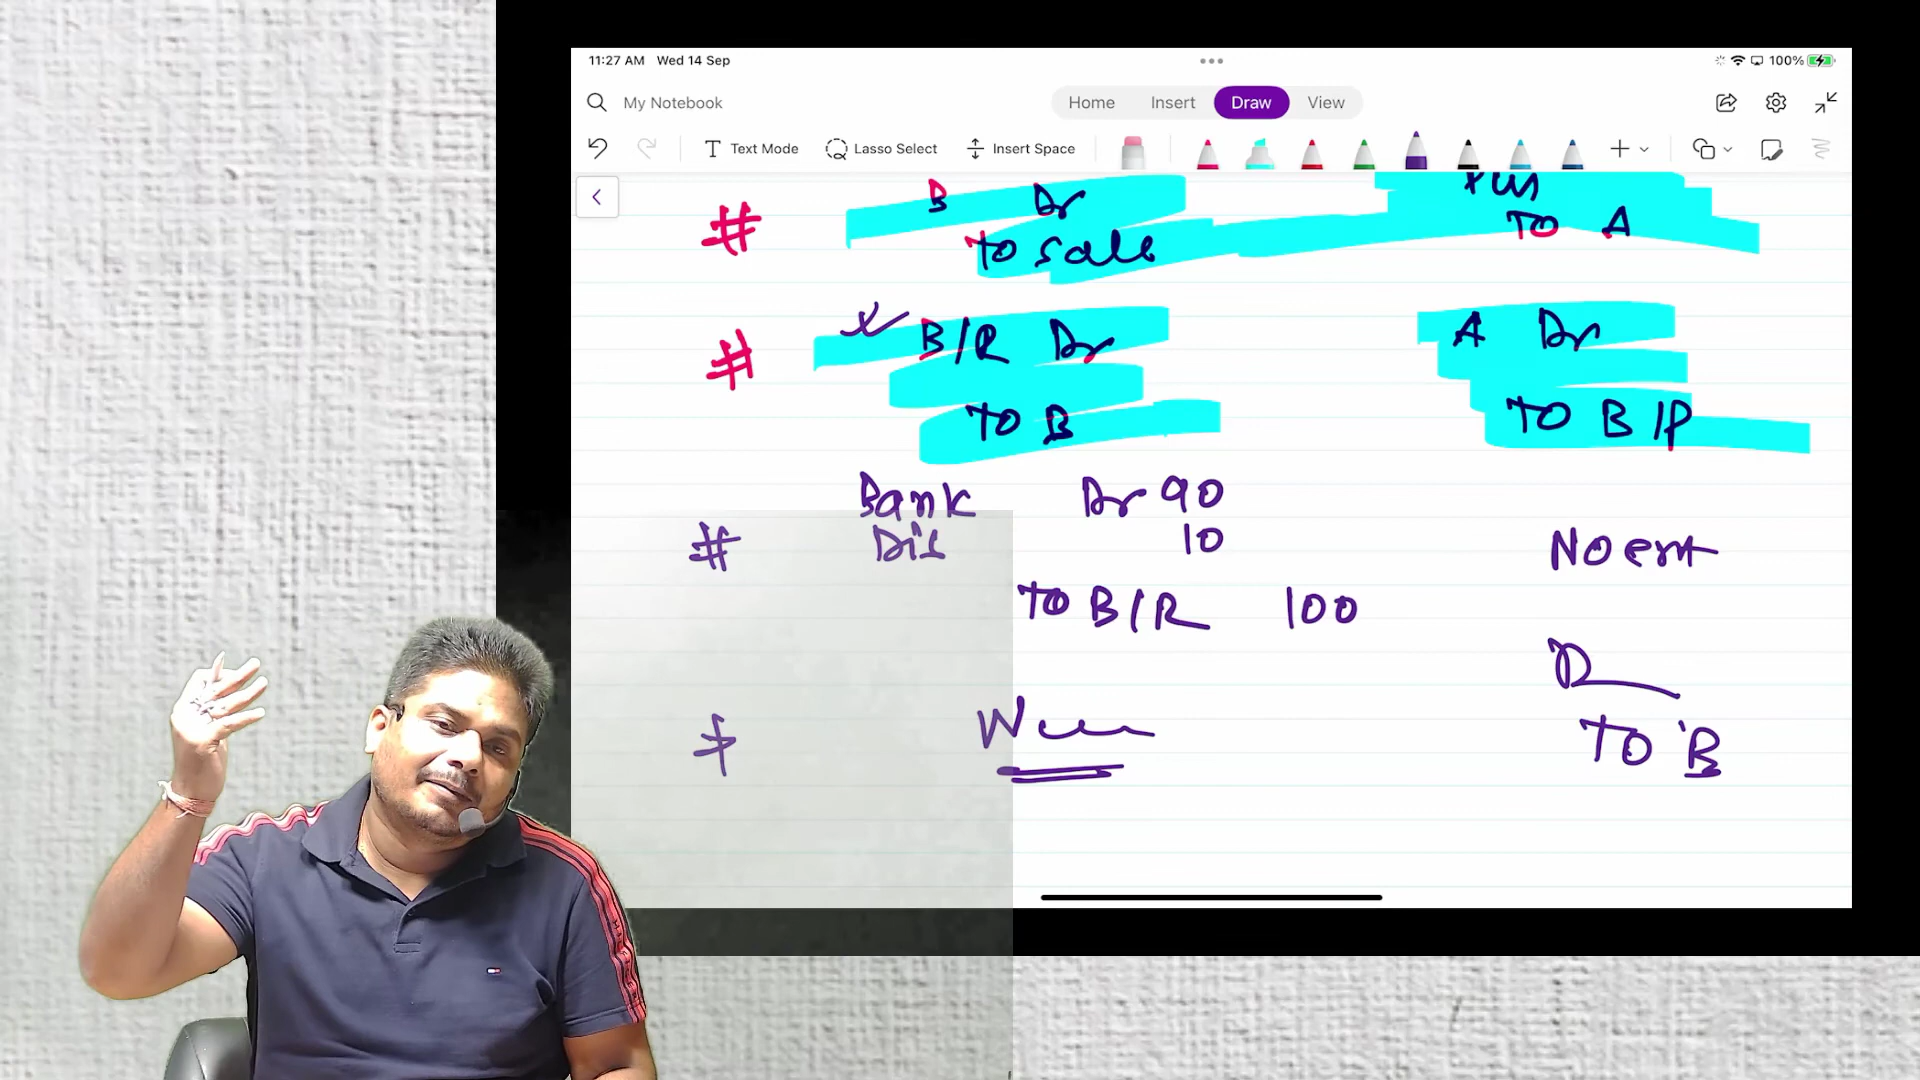 11:27 AM Wed 14 Sep
100%
My Notebook
Home Insert Draw View
Text Mode Lasso Select Insert Space
# B Dr
To sale
To A
# B/R Dr
To B
A Dr
To B/P
Bank Dr 90
# Dis 10
To B/R 100
No ent
To B